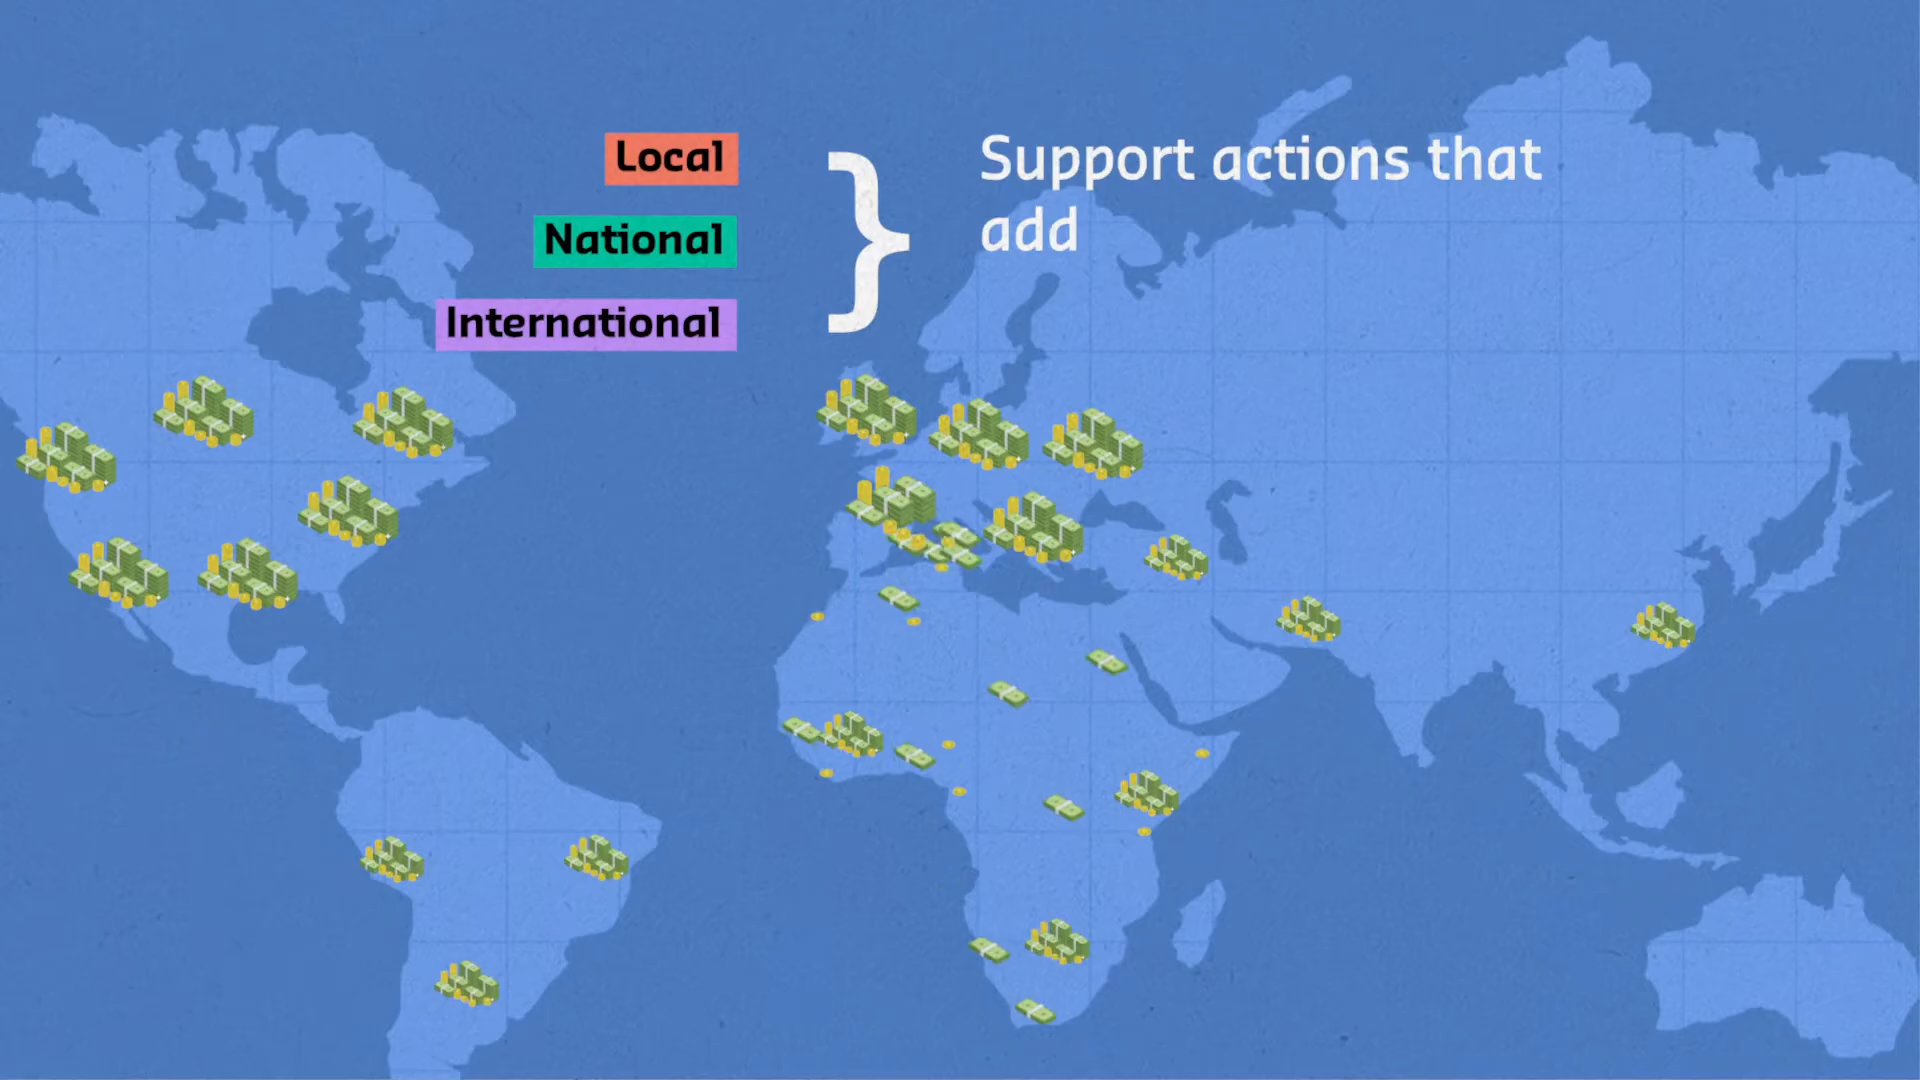 Local
National
International
}
Support actions that
add